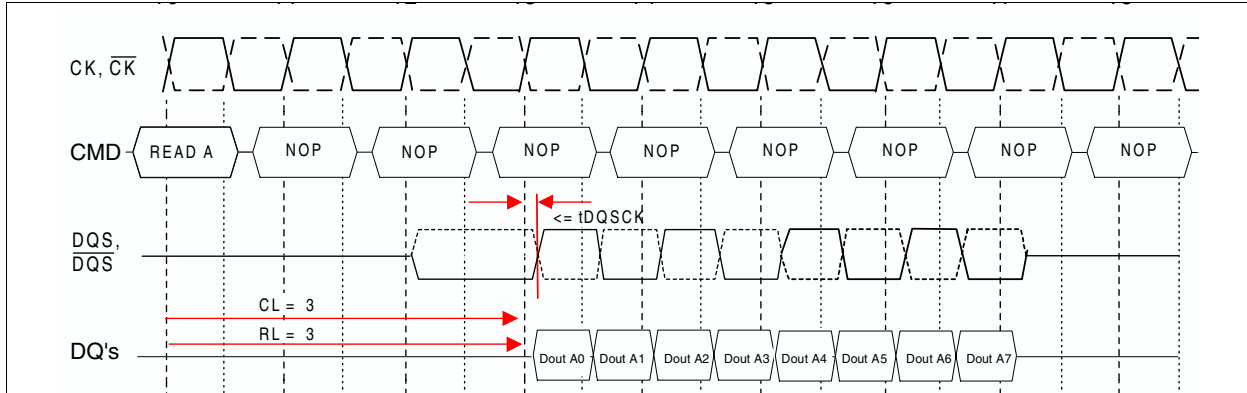 CK, CK
CMD
READ A
NOP
NOP
NOP
NOP
NOP
NOP
NOP
NOP
<= tDQSCK
DQS,
DQS
CL = 3
RL = 3
DQ's
Dout A0
Dout A1
Dout A2
Dout A3
Dout A4
Dout A5
Dout A6
Dout A7